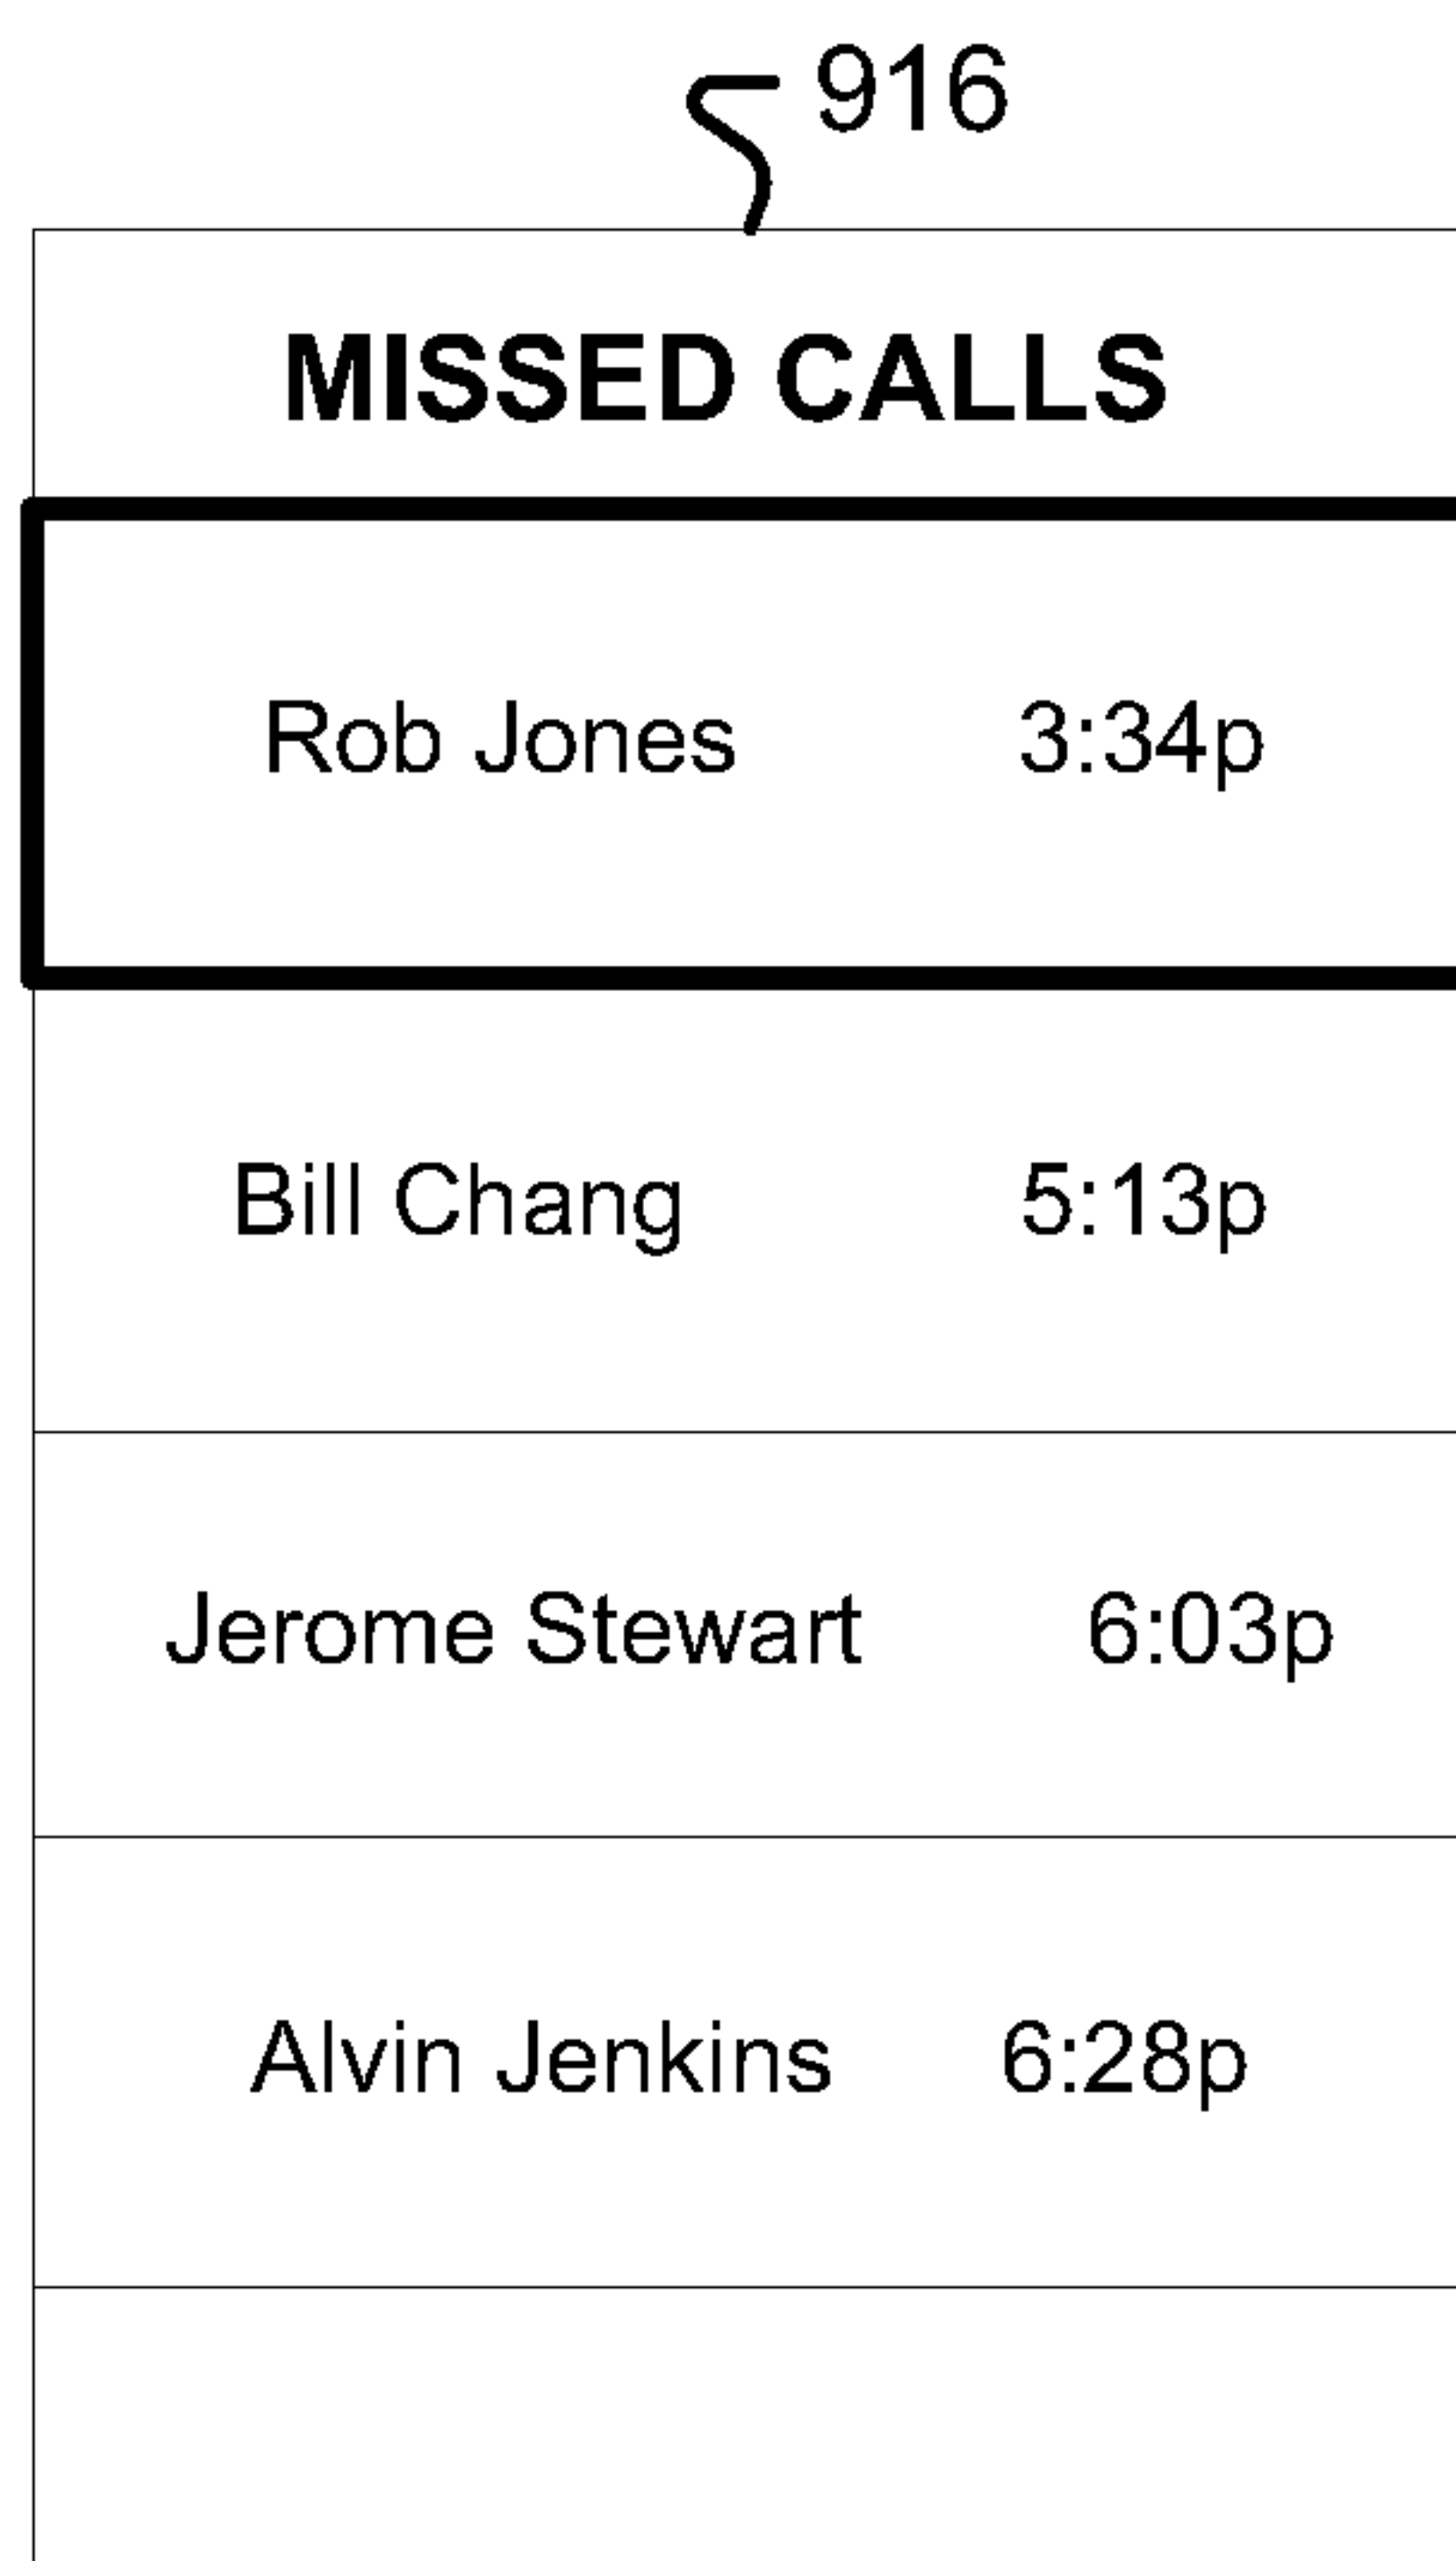 916
MISSED CALLS
Rob Jones 3:34p
Bill Chang 5:13p
Jerome Stewart 6:03p
Alvin Jenkins 6:28p